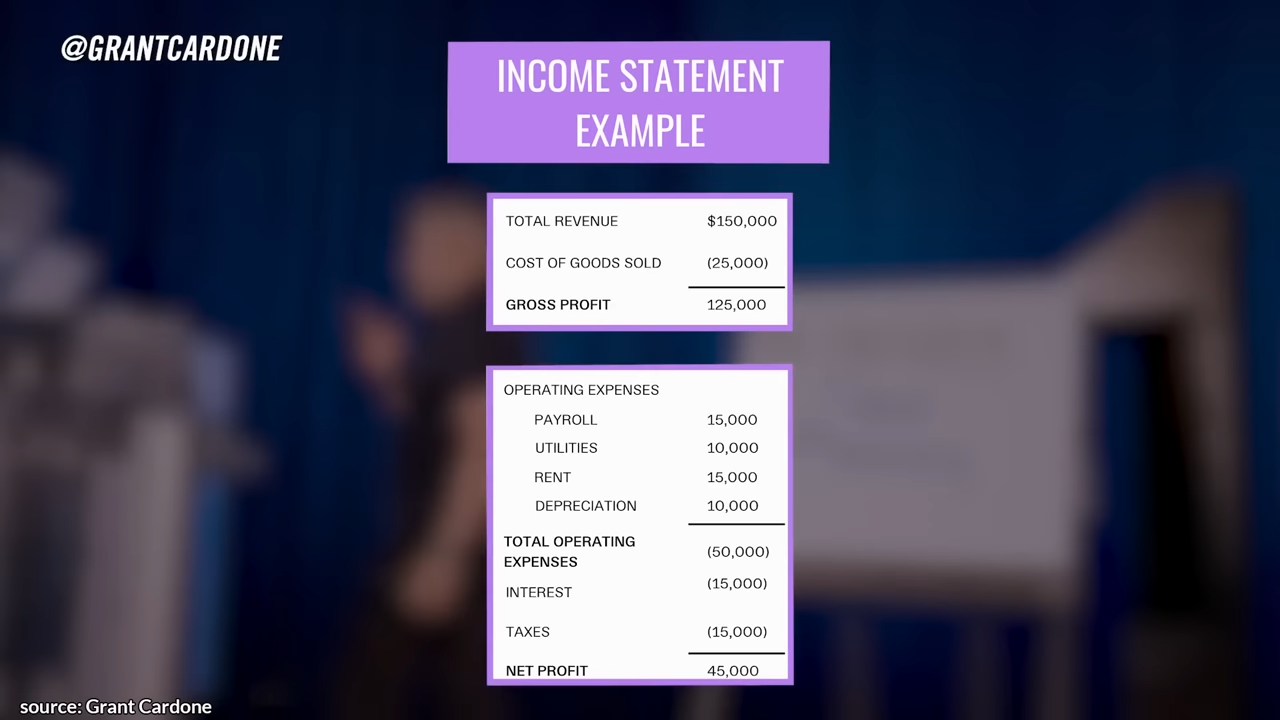 @GRANTCARDONE
INCOME STATEMENT
EXAMPLE
TOTAL REVENUE $150,000
COST OF GOODS SOLD (25,000)
GROSS PROFIT 125,000
OPERATING EXPENSES
PAYROLL 15,000
UTILITIES 10,000
RENT 15,000
DEPRECIATION 10,000
TOTAL OPERATING
EXPENSES (50,000)
INTEREST (15,000)
TAXES (15,000)
NET PROFIT 45,000
source: Grant Cardone